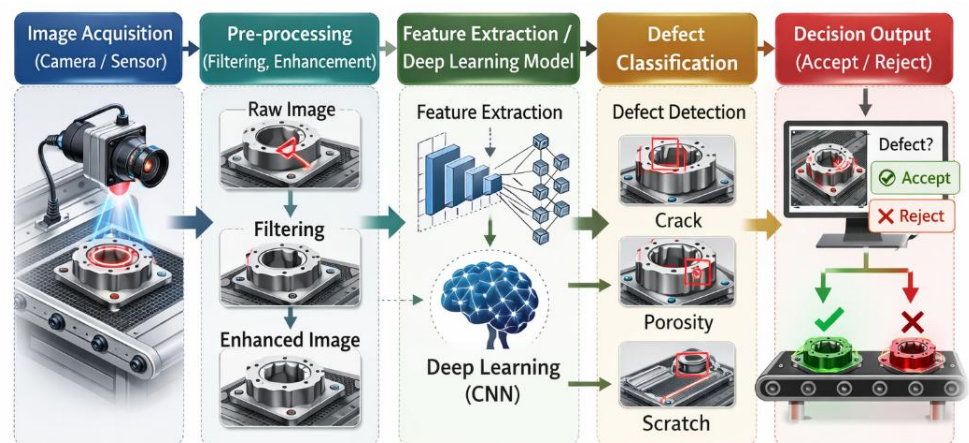 Image Acquisition
(Camera / Sensor)
Pre-processing
(Filtering, Enhancement)
Feature Extraction /
Deep Learning Model
Defect
Classification
Decision Output
(Accept / Reject)
Raw Image
Filtering
Enhanced Image
Feature Extraction
Deep Learning
(CNN)
Defect Detection
Crack
Porosity
Scratch
Defect?
Accept
Reject